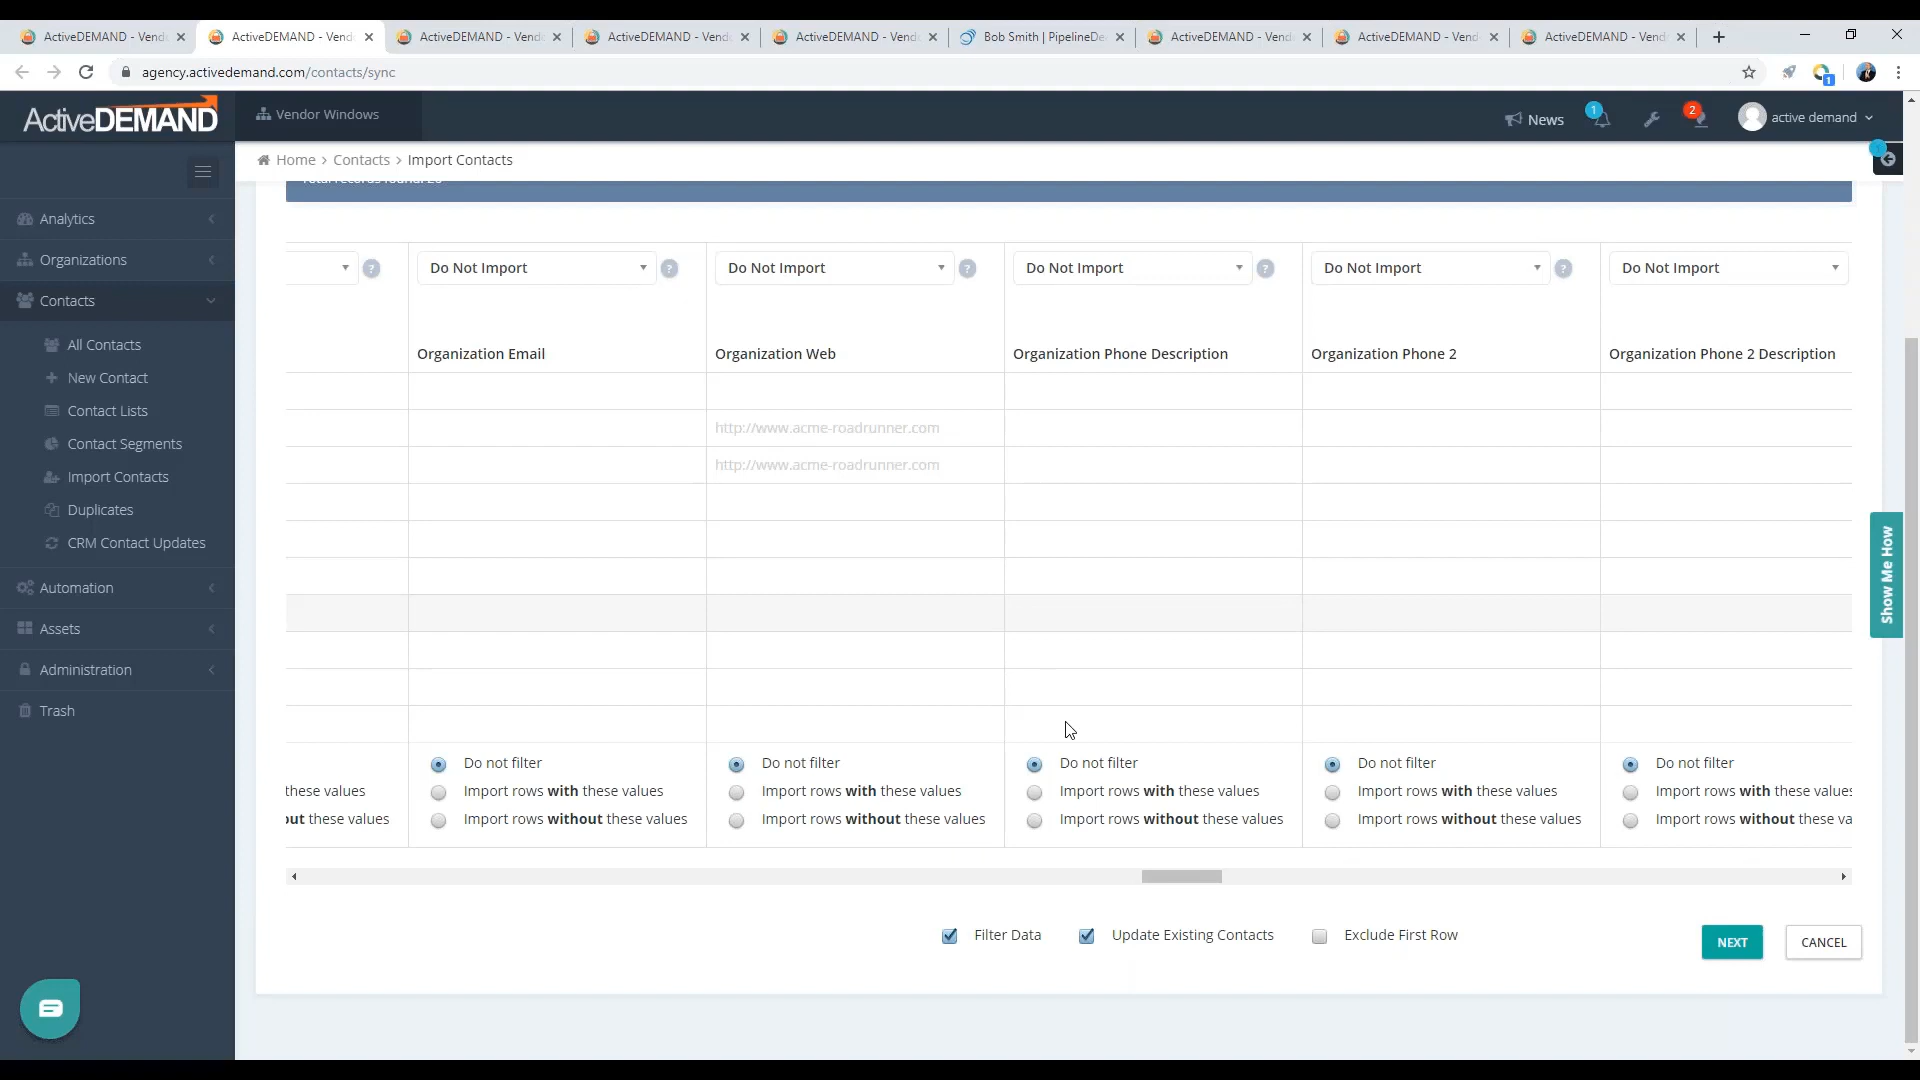 ActiveDEMAND - Vend
ActiveDEMAND - Vend
ActiveDEMAND - Vend
ActiveDEMAND - Vend
ActiveDEMAND - Vend
Bob Smith | PipelineDe
ActiveDEMAND - Vend
ActiveDEMAND - Vend
ActiveDEMAND - Vend
agency.activedemand.com/contacts/sync
1
ActiveDEMAND
Vendor Windows
News
1
2
active demand
Home > Contacts > Import Contacts
Analytics
Organizations
Contacts
All Contacts
New Contact
Contact Lists
Contact Segments
Import Contacts
Duplicates
CRM Contact Updates
Automation
Assets
Administration
Trash
?
Do Not Import ?
Do Not Import ?
Do Not Import ?
Do Not Import ?
Do Not Import
Organization Email
Organization Web
Organization Phone Description
Organization Phone 2
Organization Phone 2 Description
http://www.acme-roadrunner.com
http://www.acme-roadrunner.com
Do not filter
Do not filter
Do not filter
Do not filter
Do not filter
these values
Import rows with these values
Import rows with these values
Import rows with these values
Import rows with these values
Import rows with these values
out these values
Import rows without these values
Import rows without these values
Import rows without these values
Import rows without these values
Import rows without these va
Filter Data
Update Existing Contacts
Exclude First Row
NEXT
CANCEL
Show Me How